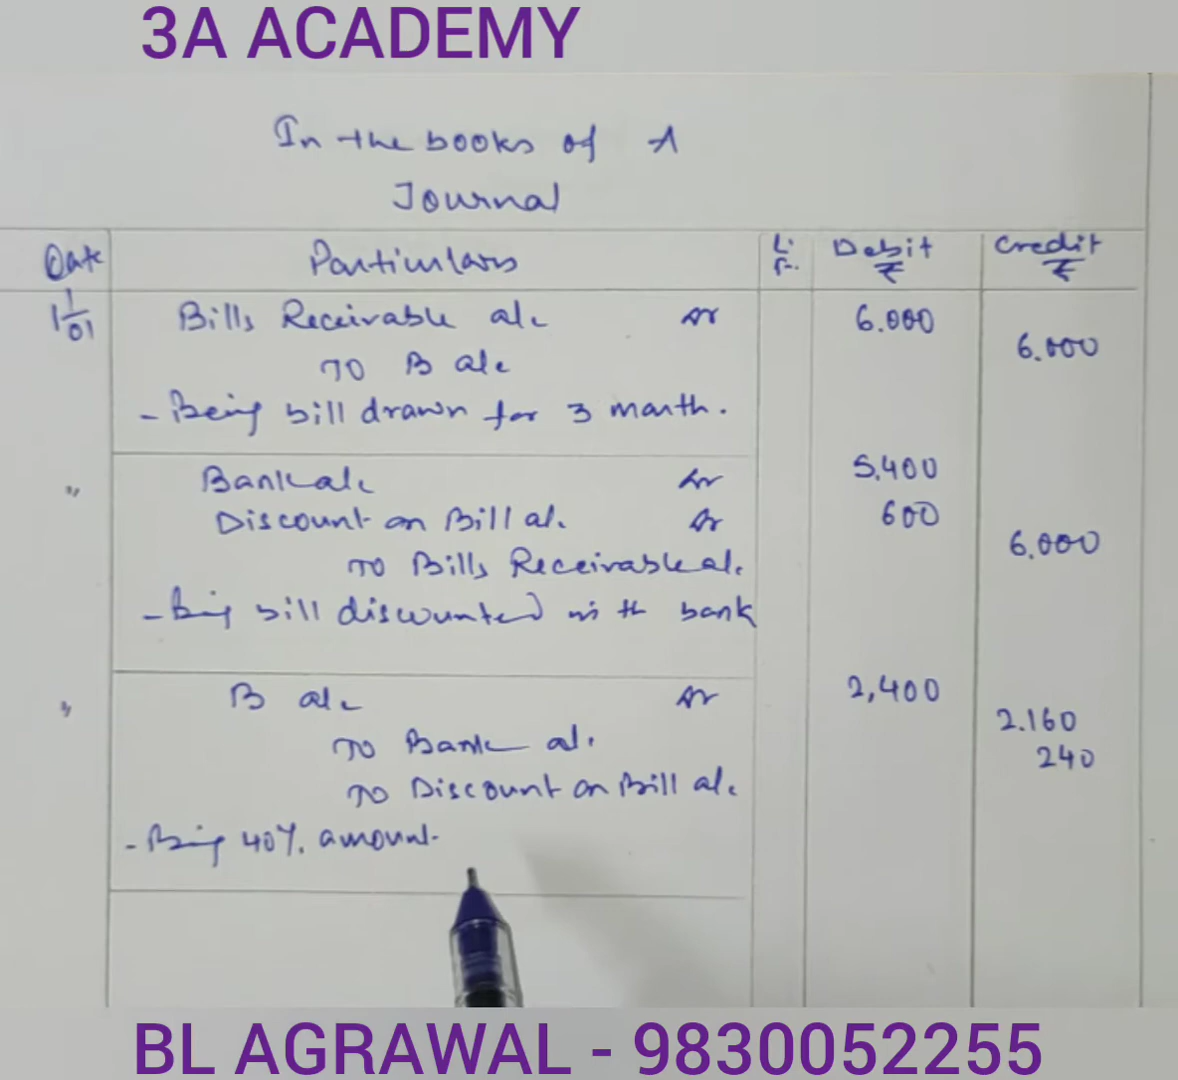 3A ACADEMY
In the books of A
Journal
Date Particulars L.F. Debit ₹ Credit ₹
1/1/01 Bills Receivable a/c Dr 6,000
To B a/c 6,000
- Being bill drawn for 3 month.
" Bank a/c Dr 5,400
Discount on Bill a/c Dr 600
To Bills Receivable a/c 6,000
- Being bill discounted with bank
" B a/c Dr 2,400
To Bank a/c 2,160
To Discount on Bill a/c 240
- Being 40% amount
BL AGRAWAL - 9830052255